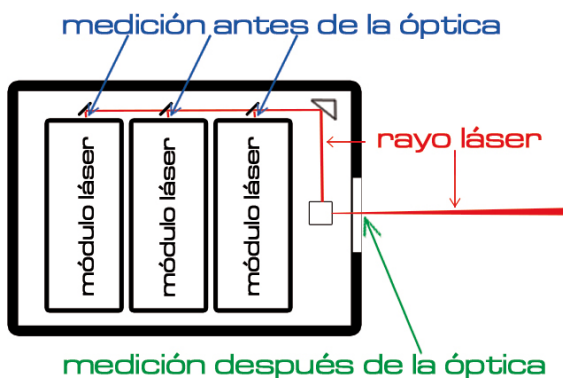 medición antes de la óptica
módulo láser
módulo láser
módulo láser
rayo láser
medición después de la óptica